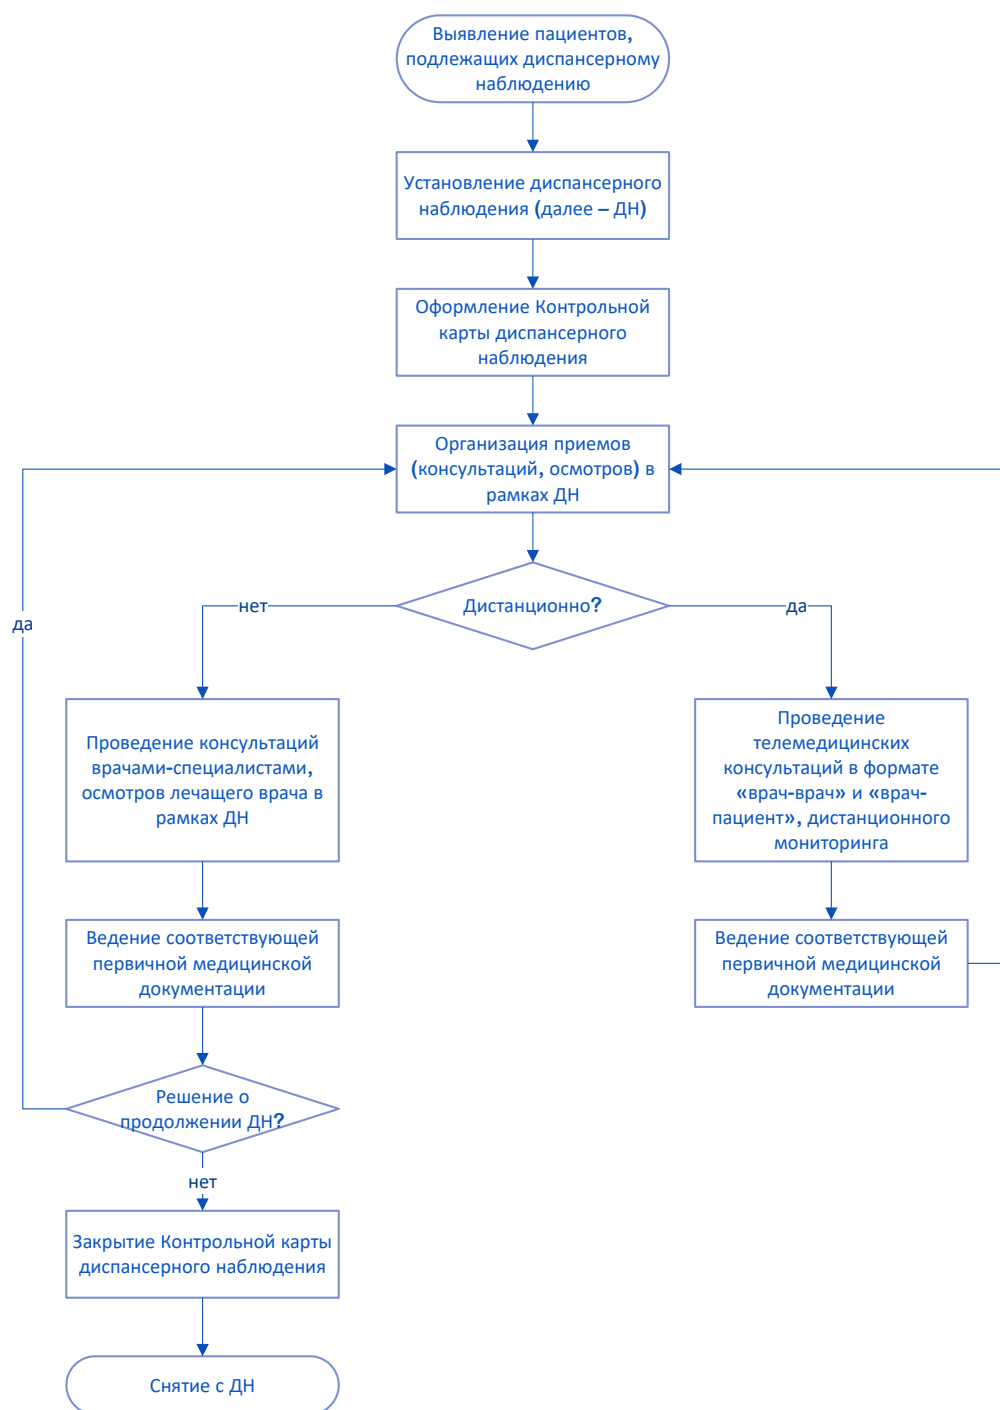 Выявление пациентов,
подлежащих диспансерному
наблюдению
Установление диспансерного
наблюдения (далее – ДН)
Оформление Контрольной
карты диспансерного
наблюдения
Организация приемов
(консультаций, осмотров) в
рамках ДН
Дистанционно?
нет
да
да
Проведение консультаций
врачами-специалистами,
осмотров лечащего врача в
рамках ДН
Проведение
телемедицинских
консультаций в формате
«врач-врач» и «врач-
пациент», дистанционного
мониторинга
Ведение соответствующей
первичной медицинской
документации
Ведение соответствующей
первичной медицинской
документации
Решение о
продолжении ДН?
нет
Закрытие Контрольной карты
диспансерного наблюдения
Снятие с ДН